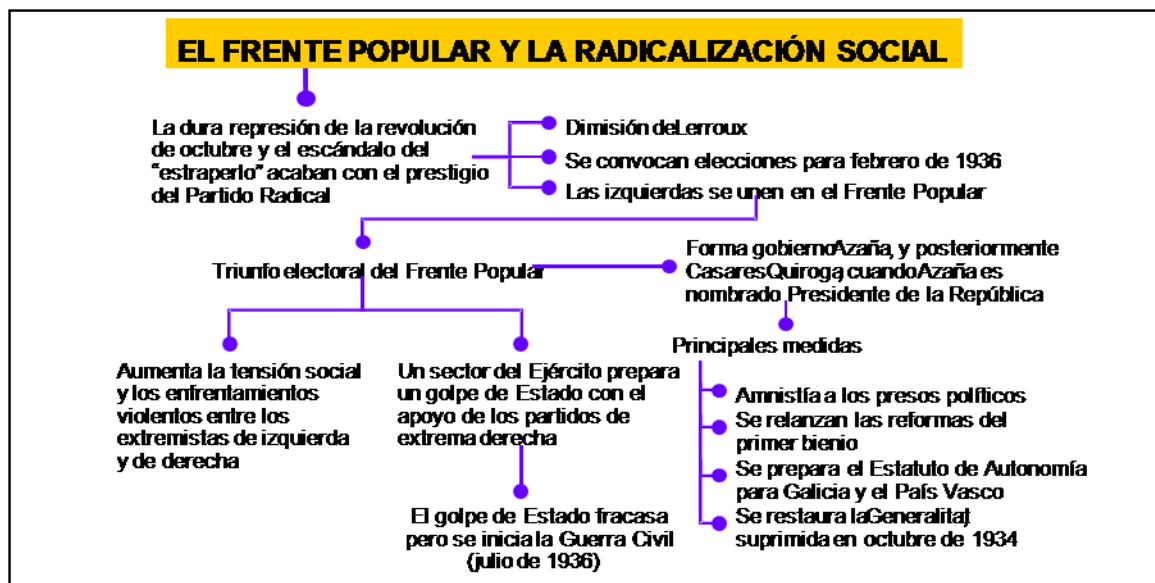 EL FRENTE POPULAR Y LA RADICALIZACIÓN SOCIAL
La dura represión de la revolución
de octubre y el escándalo del
"estraperlo" acaban con el prestigio
del Partido Radical
Dimisión deLerroux
Se convocan elecciones para febrero de 1936
Las izquierdas se unen en el Frente Popular
Triunfo electoral del Frente Popular
Forma gobiernoAzaña, y posteriormente
CasaresQuiroga, cuandoAzaña es
nombrado Presidente de la República
Aumenta la tensión social
y los enfrentamientos
violentos entre los
extremistas de izquierda
y de derecha
Un sector del Ejército prepara
un golpe de Estado con el
apoyo de los partidos de
extrema derecha
El golpe de Estado fracasa
pero se inicia la Guerra Civil
(julio de 1936)
Principales medidas
Amnistía a los presos políticos
Se relanzan las reformas del
primer bienio
Se prepara el Estatuto de Autonomía
para Galicia y el País Vasco
Se restaura laGeneralitat,
suprimida en octubre de 1934